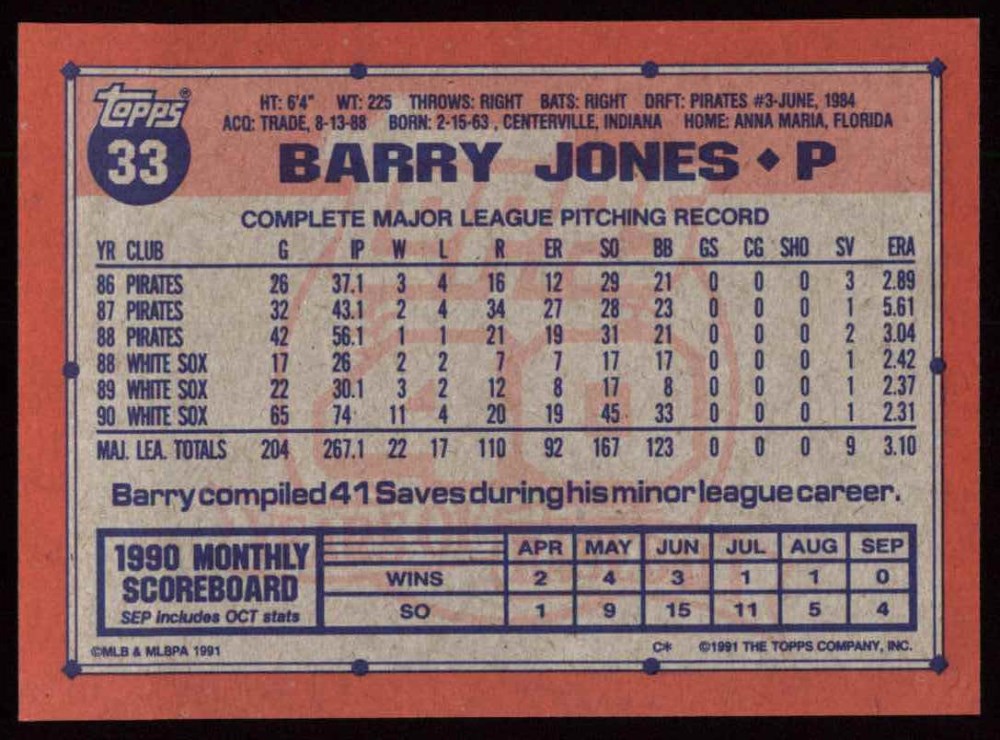 topps®
33
HT: 6'4" WT: 225 THROWS: RIGHT BATS: RIGHT DRFT: PIRATES #3-JUNE, 1984
ACQ: TRADE, 8-13-88 BORN: 2-15-63 , CENTERVILLE, INDIANA HOME: ANNA MARIA, FLORIDA
BARRY JONES ♦ P
COMPLETE MAJOR LEAGUE PITCHING RECORD
YR CLUB G IP W L R ER SO BB GS CG SHO SV ERA
86 PIRATES 26 37.1 3 4 16 12 29 21 0 0 0 3 2.89
87 PIRATES 32 43.1 2 4 34 27 28 23 0 0 0 1 5.61
88 PIRATES 42 56.1 1 1 21 19 31 21 0 0 0 2 3.04
88 WHITE SOX 17 26 2 2 7 7 17 17 0 0 0 1 2.42
89 WHITE SOX 22 30.1 3 2 12 8 17 8 0 0 0 1 2.37
90 WHITE SOX 65 74 11 4 20 19 45 33 0 0 0 1 2.31
MAJ. LEA. TOTALS 204 267.1 22 17 110 92 167 123 0 0 0 9 3.10
Barry compiled 41 Saves during his minor league career.
1990 MONTHLY
SCOREBOARD
SEP includes OCT stats
APR MAY JUN JUL AUG SEP
WINS 2 4 3 1 1 0
SO 1 9 15 11 5 4
©MLB & MLBPA 1991 C* ©1991 THE TOPPS COMPANY, INC.